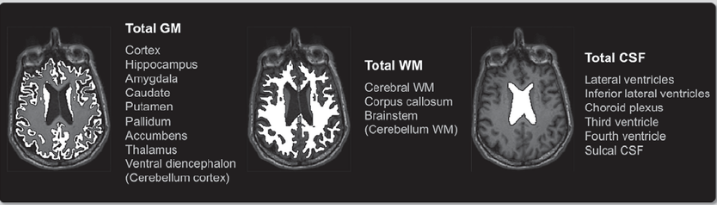 Total GM
Cortex
Hippocampus
Amygdala
Caudate
Putamen
Pallidum
Accumbens
Thalamus
Ventral diencephalon
(Cerebellum cortex)
Total WM
Cerebral WM
Corpus callosum
Brainstem
(Cerebellum WM)
Total CSF
Lateral ventricles
Inferior lateral ventricles
Choroid plexus
Third ventricle
Fourth ventricle
Sulcal CSF